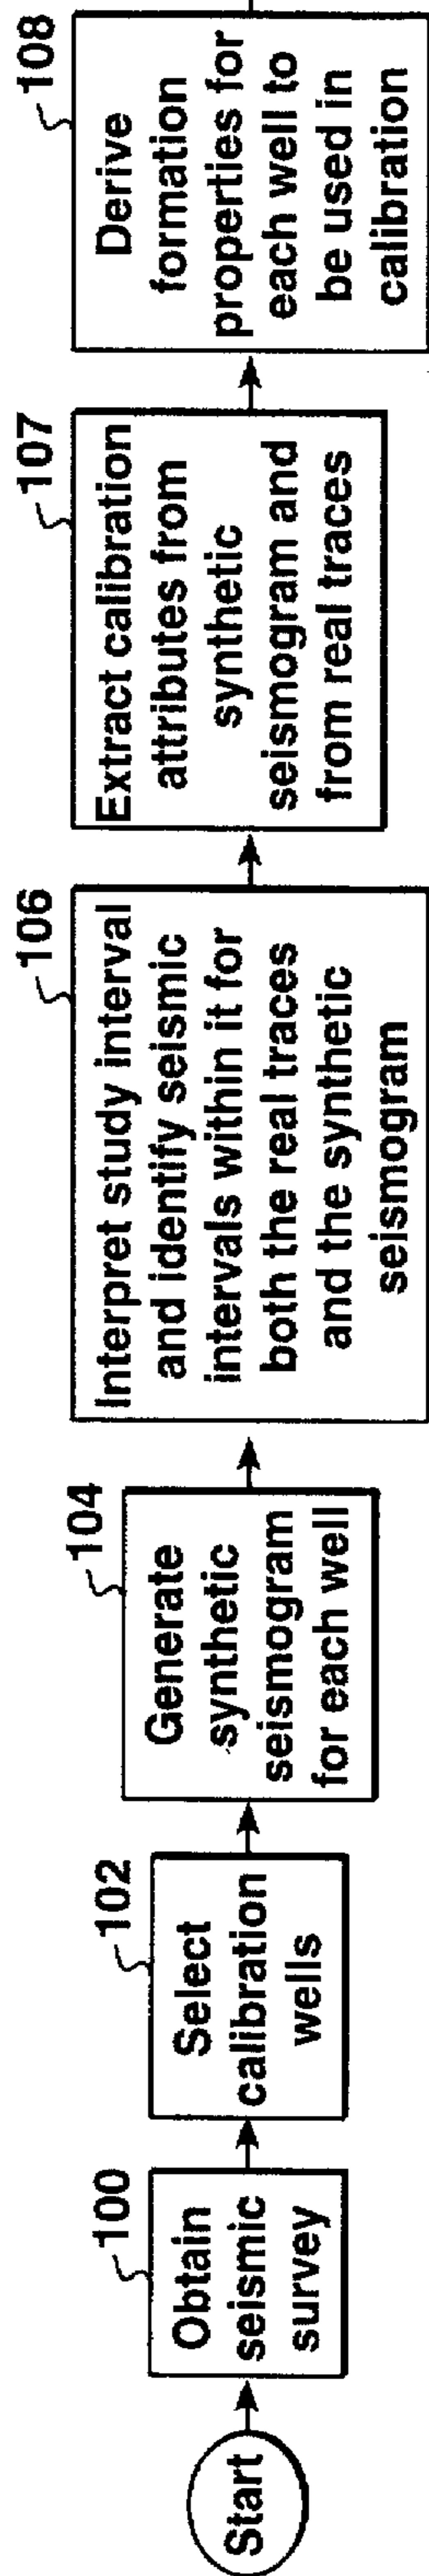 Start
100
Obtain
seismic
survey
102
Select
calibration
wells
104
Generate
synthetic
seismogram
for each well
106
Interpret study interval
and identify seismic
intervals within it for
both the real traces
and the synthetic
seismogram
107
Extract calibration
attributes from
synthetic
seismogram and
from real traces
108
Derive
formation
properties for
each well to
be used in
calibration